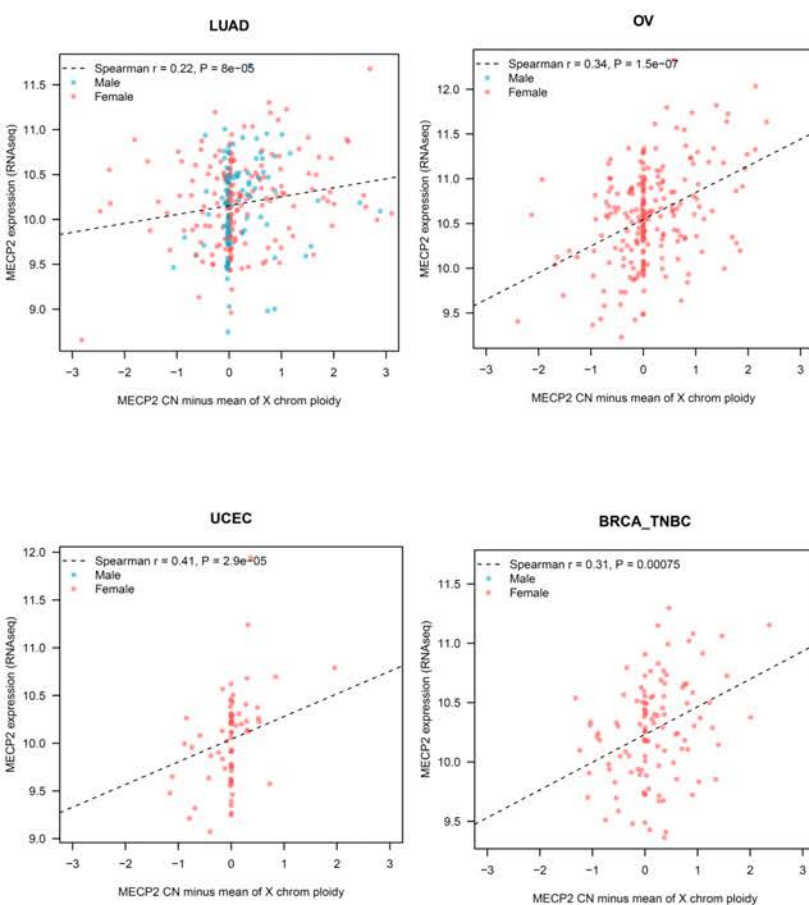 LUAD
Spearman r = 0.22, P = 8e−05
Male
Female
11.5
11.0
10.5
10.0
9.5
9.0
MECP2 expression (RNAseq)
−3 −2 −1 0 1 2 3
MECP2 CN minus mean of X chrom ploidy
OV
Spearman r = 0.34, P = 1.5e−07
Male
Female
12.0
11.5
11.0
10.5
10.0
9.5
MECP2 expression (RNAseq)
−3 −2 −1 0 1 2 3
MECP2 CN minus mean of X chrom ploidy
UCEC
Spearman r = 0.41, P = 2.9e−05
Male
Female
12.0
11.5
11.0
10.5
10.0
9.5
9.0
MECP2 expression (RNAseq)
−3 −2 −1 0 1 2 3
MECP2 CN minus mean of X chrom ploidy
BRCA_TNBC
Spearman r = 0.31, P = 0.00075
Male
Female
11.5
11.0
10.5
10.0
9.5
MECP2 expression (RNAseq)
−3 −2 −1 0 1 2 3
MECP2 CN minus mean of X chrom ploidy